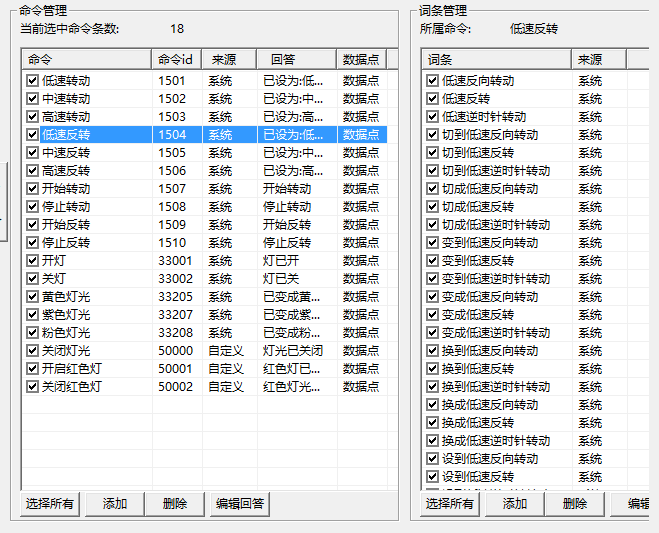 命令管理
当前选中命令条数: 18
命令 命令id 来源 回答 数据点
低速转动 1501 系统 已设为:低... 数据点
中速转动 1502 系统 已设为:中... 数据点
高速转动 1503 系统 已设为:高... 数据点
低速反转 1504 系统 已设为:低... 数据点
中速反转 1505 系统 已设为:中... 数据点
高速反转 1506 系统 已设为:高... 数据点
开始转动 1507 系统 开始转动 数据点
停止转动 1508 系统 停止转动 数据点
开始反转 1509 系统 开始反转 数据点
停止反转 1510 系统 停止反转 数据点
开灯 33001 系统 灯已开 数据点
关灯 33002 系统 灯已关 数据点
黄色灯光 33205 系统 已变成黄... 数据点
紫色灯光 33207 系统 已变成紫... 数据点
粉色灯光 33208 系统 已变成粉... 数据点
关闭灯光 50000 自定义 灯光已关闭 数据点
开启红色灯 50001 自定义 红色灯已... 数据点
关闭红色灯 50002 自定义 红色灯光... 数据点
选择所有 添加 删除 编辑回答
词条管理
所属命令: 低速反转
词条 来源
低速反向转动 系统
低速反转 系统
低速逆时针转动 系统
切到低速反向转动 系统
切到低速反转 系统
切到低速逆时针转动 系统
切成低速反向转动 系统
切成低速反转 系统
切成低速逆时针转动 系统
变到低速反向转动 系统
变到低速反转 系统
变到低速逆时针转动 系统
变成低速反向转动 系统
变成低速反转 系统
变成低速逆时针转动 系统
换到低速反向转动 系统
换到低速反转 系统
换到低速逆时针转动 系统
换成低速反向转动 系统
换成低速反转 系统
换成低速逆时针转动 系统
设到低速反向转动 系统
设到低速反转 系统
选择所有 添加 删除 编